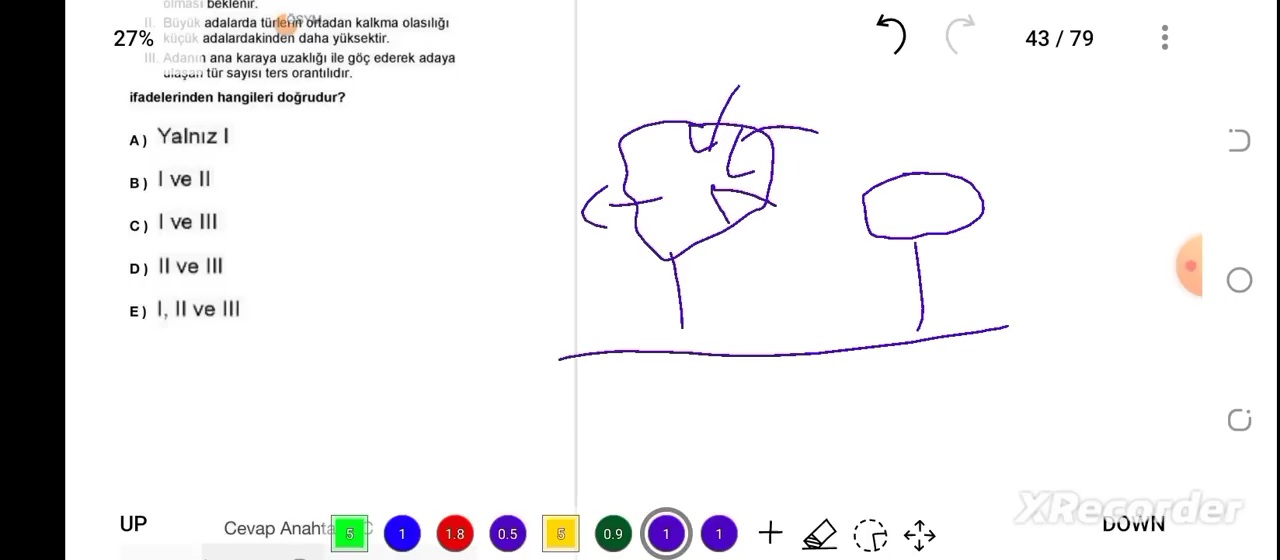 olması beklenir.
II. Büyük adalarda türlerin ortadan kalkma olasılığı
ÖSYM
27%
küçük adalardakinden daha yüksektir.
43 / 79
III. Adanın ana karaya uzaklığı ile göç ederek adaya
ulaşan tür sayısı ters orantılıdır.
ifadelerinden hangileri doğrudur?
A) Yalnız I
B) I ve II
C) I ve III
D) II ve III
E) I, II ve III
XRecorder
UP
Cevap Anahta
5
1
1.8
0.5
5
0.9
1
1
DOWN